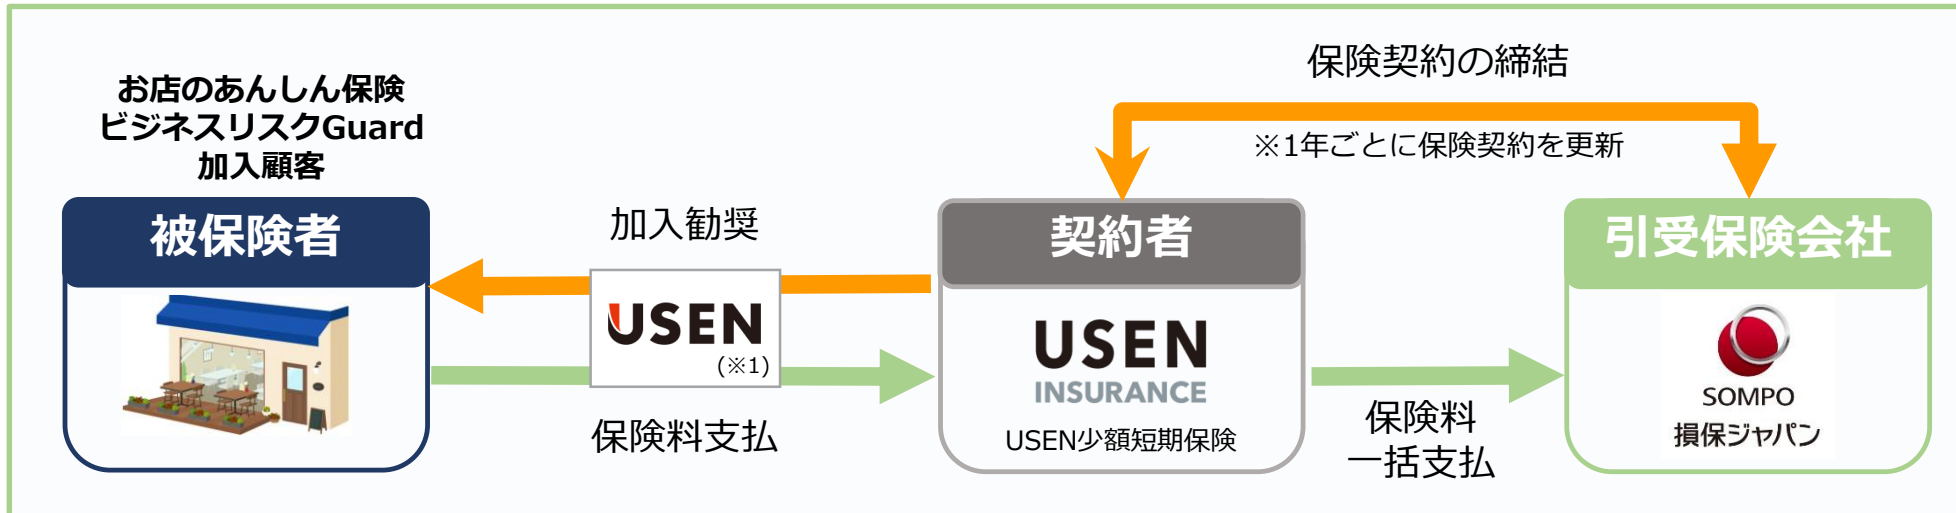 お店のあんしん保険
ビジネスリスクGuard
加入顧客
被保険者
加入勧奨
USEN
(※1)
保険料支払
保険契約の締結
※1年ごとに保険契約を更新
契約者
USEN
INSURANCE
USEN少額短期保険
保険料
一括支払
引受保険会社
SOMPO
損保ジャパン